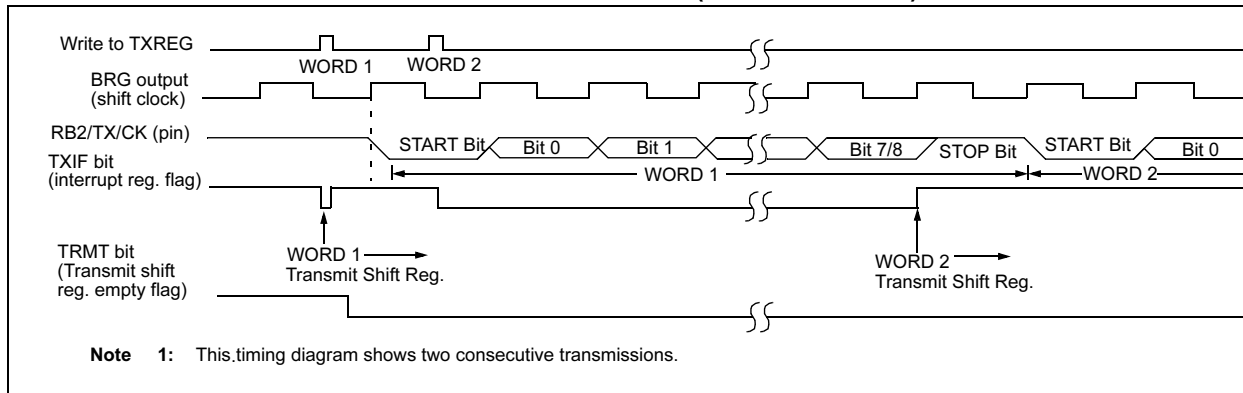 Write to TXREG
WORD 1
WORD 2
BRG output
(shift clock)
RB2/TX/CK (pin)
START Bit
Bit 0
Bit 1
Bit 7/8
STOP Bit
START Bit
Bit 0
WORD 1
WORD 2
TXIF bit
(interrupt reg. flag)
WORD 1
Transmit Shift Reg.
WORD 2
Transmit Shift Reg.
TRMT bit
(Transmit shift
reg. empty flag)
Note 1: This.timing diagram shows two consecutive transmissions.